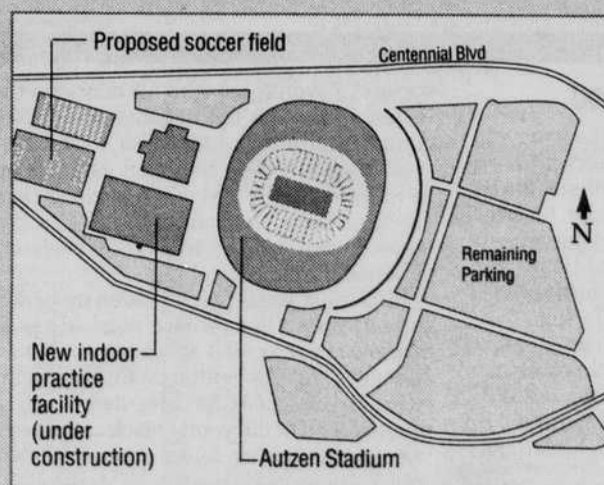 Proposed soccer field
Centennial Blvd
N
Remaining
Parking
New indoor
practice
facility
(under
construction)
Autzen Stadium